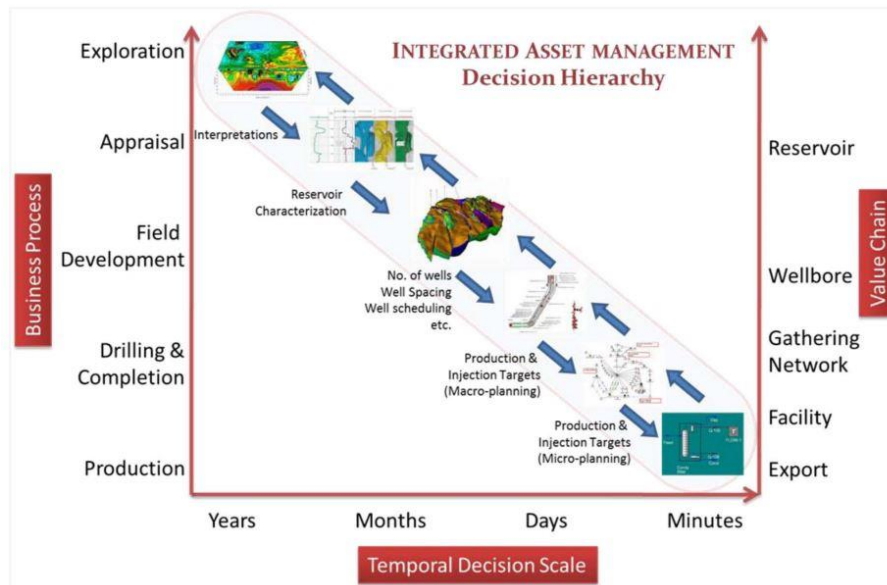 INTEGRATED ASSET MANAGEMENT
Decision Hierarchy
Exploration
Appraisal
Field
Development
Drilling &
Completion
Production
Business Process
Interpretations
Reservoir
Characterization
No. of wells
Well Spacing
Well scheduling
etc.
Production &
Injection Targets
(Macro-planning)
Production &
Injection Targets
(Micro-planning)
Reservoir
Wellbore
Gathering
Network
Facility
Export
Value Chain
Years
Months
Days
Minutes
Temporal Decision Scale